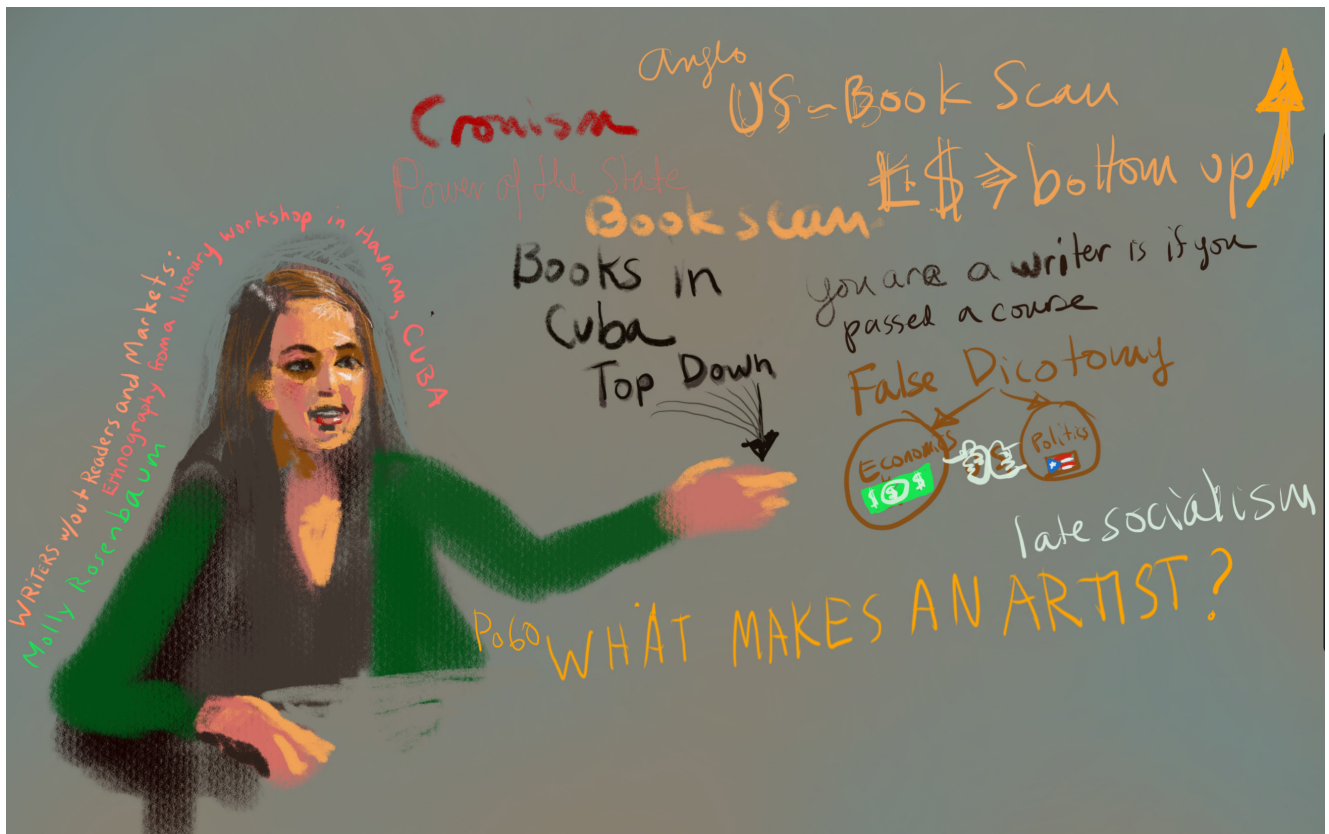 WRITERS w/out Readers and Markets:
Ethnography from a literary workshop in Havana, CUBA
Molly Rosenbaum
Cronism
Power of the State
anglo
US = Book Scan
£$ → bottom up
Book scan
Books in
Cuba
Top Down
you are a writer is if you
passed a course
False Dicotomy
Economics
$ $ $
Politics
late socialism
Po60
WHAT MAKES AN ARTIST?